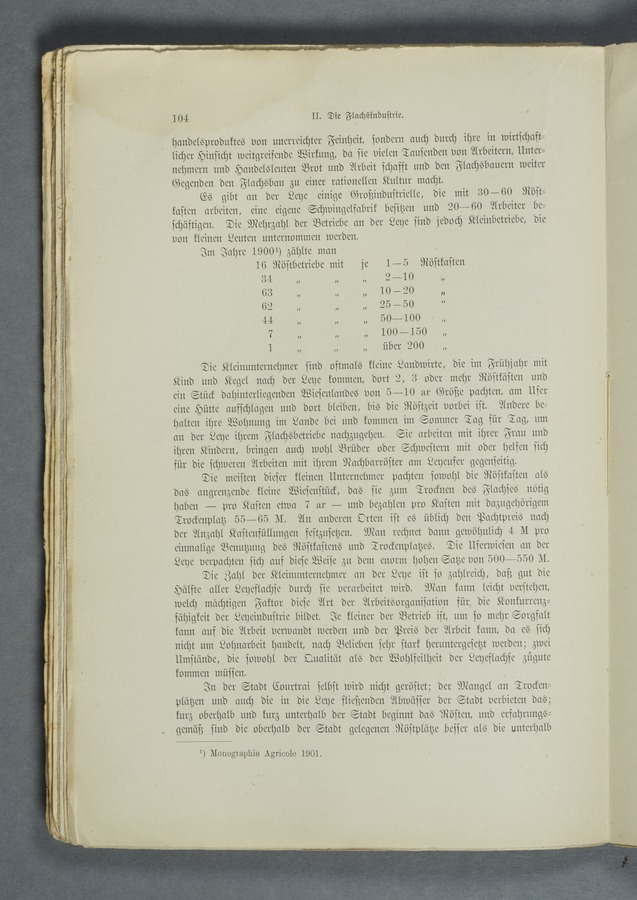 104
II. Die Flachsindustrie.
handelsproduktes von unerreichter Feinheit, sondern auch durch ihre in wirtschaft-
licher Hinsicht weitgreifende Wirkung, da sie vielen Tausenden von Arbeitern, Unter-
nehmern und Handelsleuten Brot und Arbeit schafft und den Flachsbauern weiter
Gegenden den Flachsbau zu einer rationellen Kultur macht.
Es gibt an der Leye einige Großindustrielle, die mit 30—60 Röst-
kasten arbeiten, eine eigene Schwingelfabrik besitzen und 20—60 Arbeiter be-
schäftigen. Die Mehrzahl der Betriebe an der Leye sind jedoch Kleinbetriebe, die
von kleinen Leuten unternommen werden.
Im Jahre 1900¹) zählte man
16 Röstbetriebe mit je 1—5 Röstkasten
34 „ „ „ 2—10 „
63 „ „ „ 10—20 „
62 „ „ „ 25—50 „
44 „ „ „ 50—100 „
7 „ „ „ 100—150 „
1 „ „ „ über 200 „
Die Kleinunternehmer sind oftmals kleine Landwirte, die im Frühjahr mit
Kind und Kegel nach der Leye kommen, dort 2, 3 oder mehr Röstkästen und
ein Stück dahinterliegenden Wiesenlandes von 5—10 ar Größe pachten, am Ufer
eine Hütte aufschlagen und dort bleiben, bis die Röstzeit vorbei ist. Andere be-
halten ihre Wohnung im Lande bei und kommen im Sommer Tag für Tag, um
an der Leye ihrem Flachsbetriebe nachzugehen. Sie arbeiten mit ihrer Frau und
ihren Kindern, bringen auch wohl Brüder oder Schwestern mit oder helfen sich
für die schweren Arbeiten mit ihrem Nachbarröster am Leyeufer gegenseitig.
Die meisten dieser kleinen Unternehmer pachten sowohl die Röstkasten als
das angrenzende kleine Wiesenstück, das sie zum Trocknen des Flachses nötig
haben — pro Kasten etwa 7 ar — und bezahlen pro Kasten mit dazugehörigem
Trockenplatz 55—65 M. An anderen Orten ist es üblich den Pachtpreis nach
der Anzahl Kastenfüllungen festzusetzen. Man rechnet dann gewöhnlich 4 M pro
einmalige Benutzung des Röstkastens und Trockenplatzes. Die Uferwiesen an der
Leye verpachten sich auf diese Weise zu dem enorm hohen Satze von 500—550 M.
Die Zahl der Kleinunternehmer an der Leye ist so zahlreich, daß gut die
Hälfte aller Leyeflachse durch sie verarbeitet wird. Man kann leicht verstehen,
welch mächtigen Faktor diese Art der Arbeitsorganisation für die Konkurrenz-
fähigkeit der Leyeindustrie bildet. Je kleiner der Betrieb ist, um so mehr Sorgfalt
kann auf die Arbeit verwandt werden und der Preis der Arbeit kann, da es sich
nicht um Lohnarbeit handelt, nach Belieben sehr stark heruntergesetzt werden; zwei
Umstände, die sowohl der Qualität als der Wohlfeilheit der Leyeflachse zugute
kommen müssen.
In der Stadt Courtrai selbst wird nicht geröstet; der Mangel an Trocken-
plätzen und auch die in die Leye fließenden Abwässer der Stadt verbieten das;
kurz oberhalb und kurz unterhalb der Stadt beginnt das Rösten, und erfahrungs-
gemäß sind die oberhalb der Stadt gelegenen Röstplätze besser als die unterhalb
¹) Monographie Agricole 1901.